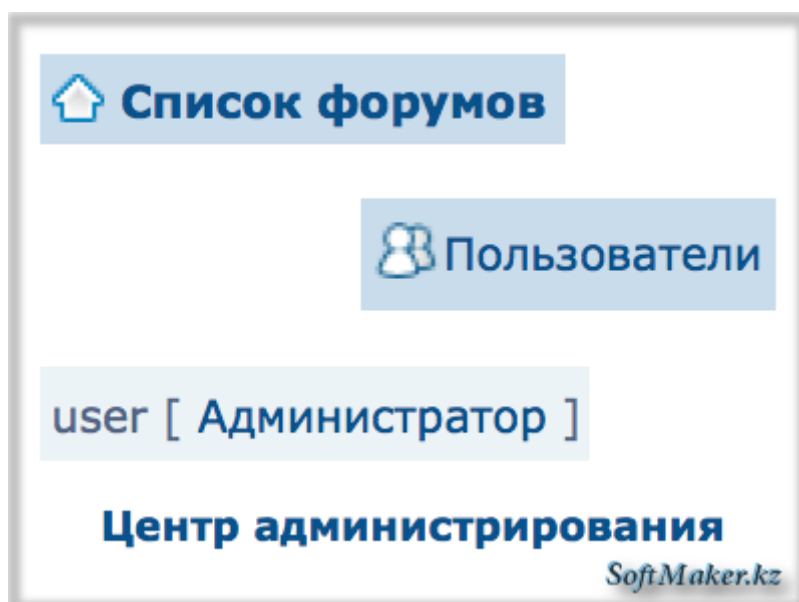 Список форумов
Пользователи
user [ Администратор ]
Центр администрирования
SoftMaker.kz